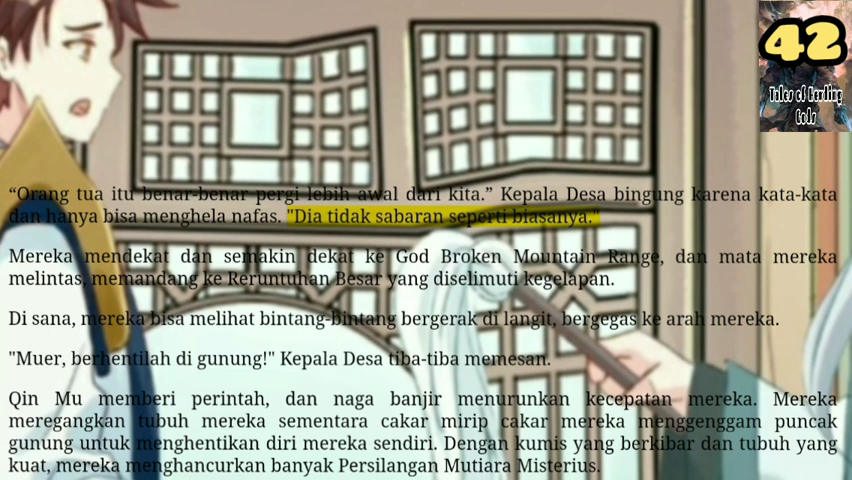 42
Tales of Herding
Gods
“Orang tua itu benar-benar pergi lebih awal dari kita.” Kepala Desa bingung karena kata-kata
dan hanya bisa menghela nafas. "Dia tidak sabaran seperti biasanya."
Mereka mendekat dan semakin dekat ke God Broken Mountain Range, dan mata mereka
melintas, memandang ke Reruntuhan Besar yang diselimuti kegelapan.
Di sana, mereka bisa melihat bintang-bintang bergerak di langit, bergegas ke arah mereka.
"Muer, berhentilah di gunung!" Kepala Desa tiba-tiba memesan.
Qin Mu memberi perintah, dan naga banjir menurunkan kecepatan mereka. Mereka
meregangkan tubuh mereka sementara cakar mirip cakar mereka menggenggam puncak
gunung untuk menghentikan diri mereka sendiri. Dengan kumis yang berkibar dan tubuh yang
kuat, mereka menghancurkan banyak Persilangan Mutiara Misterius.